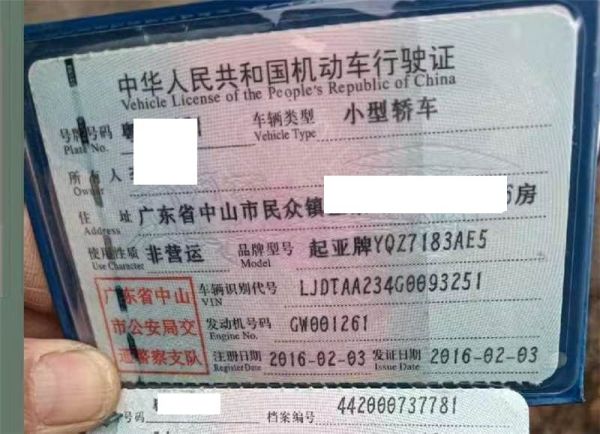 中华人民共和国机动车行驶证
Vehicle License of the People's Republic of China
号牌号码 车辆类型 小型轿车
Plate No. Vehicle Type
所有人
Owner
住 址 广东省中山市民众镇 房
Address
使用性质 非营运 品牌型号 起亚牌YQZ7183AE5
Use Character Model
广东省中山 车辆识别代号 LJDTAA234G0093251
VIN
市公安局交 发动机号码 GW001261
Engine No.
通警察支队 注册日期 2016-02-03 发证日期 2016-02-03
Register Date Issue Date
号码 档案编号 442000737781